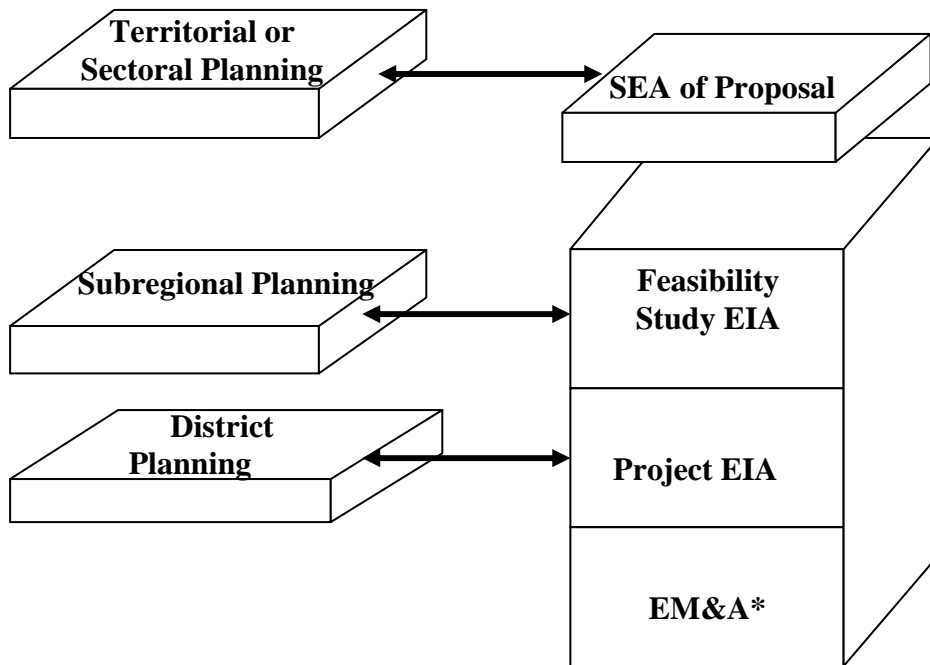 Territorial or
Sectoral Planning
SEA of Proposal
Subregional Planning
Feasibility
Study EIA
District
Planning
Project EIA
EM&A*